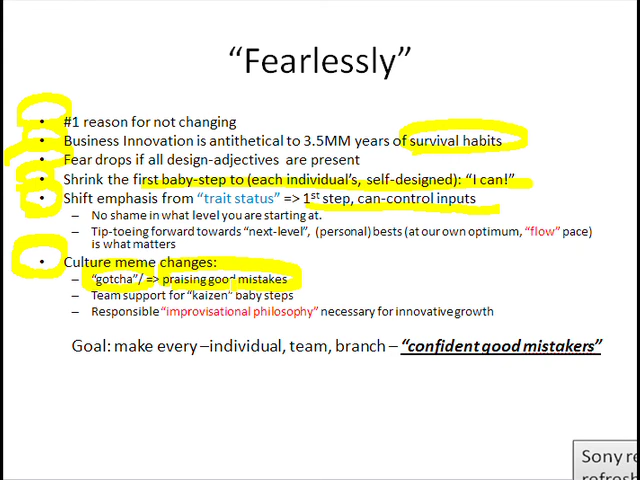 “Fearlessly”
• #1 reason for not changing
• Business Innovation is antithetical to 3.5MM years of survival habits
• Fear drops if all design-adjectives are present
• Shrink the first baby-step to (each individual’s, self-designed): “I can!”
• Shift emphasis from “trait status” => 1st step, can-control inputs
– No shame in what level you are starting at.
– Tip-toeing forward towards “next-level”, (personal) bests (at our own optimum, “flow” pace)
is what matters
• Culture meme changes:
– “gotcha”/ => praising good mistakes
– Team support for “kaizen” baby steps
– Responsible “improvisational philosophy” necessary for innovative growth
Goal: make every –individual, team, branch – “confident good mistakers”
Sony re
refresh